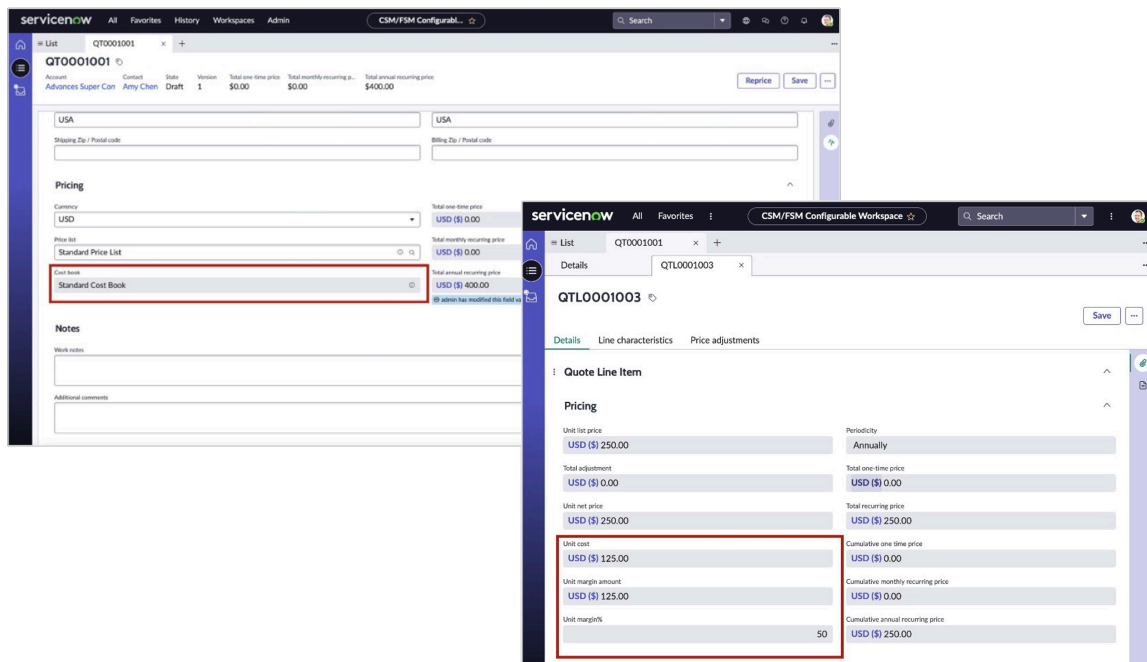 servicenow All Favorites History Workspaces Admin CSM/FSM Configurabl... Search
List QT0001001 × +
QT0001001
Account Contact State Version Total one-time price Total monthly recurring p... Total annual recurring price
Advances Super Con Amy Chen Draft 1 $0.00 $0.00 $400.00
Reprice Save ...
USA USA
Shipping Zip / Postal code Billing Zip / Postal code
Pricing
Currency Total one-time price
USD USD ($) 0.00
Price list Total monthly recurring price
Standard Price List USD ($) 0.00
Cost book Total annual recurring price
Standard Cost Book USD ($) 400.00
admin has modified this field va
Notes
Work notes
Additional comments
servicenow All Favorites CSM/FSM Configurable Workspace Search
List QT0001001 × +
Details QTL0001003 ×
QTL0001003
Save ...
Details Line characteristics Price adjustments
Quote Line Item
Pricing
Unit list price Periodicity
USD ($) 250.00 Annually
Total adjustment Total one-time price
USD ($) 0.00 USD ($) 0.00
Unit net price Total recurring price
USD ($) 250.00 USD ($) 250.00
Unit cost Cumulative one time price
USD ($) 125.00 USD ($) 0.00
Unit margin amount Cumulative monthly recurring price
USD ($) 125.00 USD ($) 0.00
Unit margin% Cumulative annual recurring price
50 USD ($) 250.00